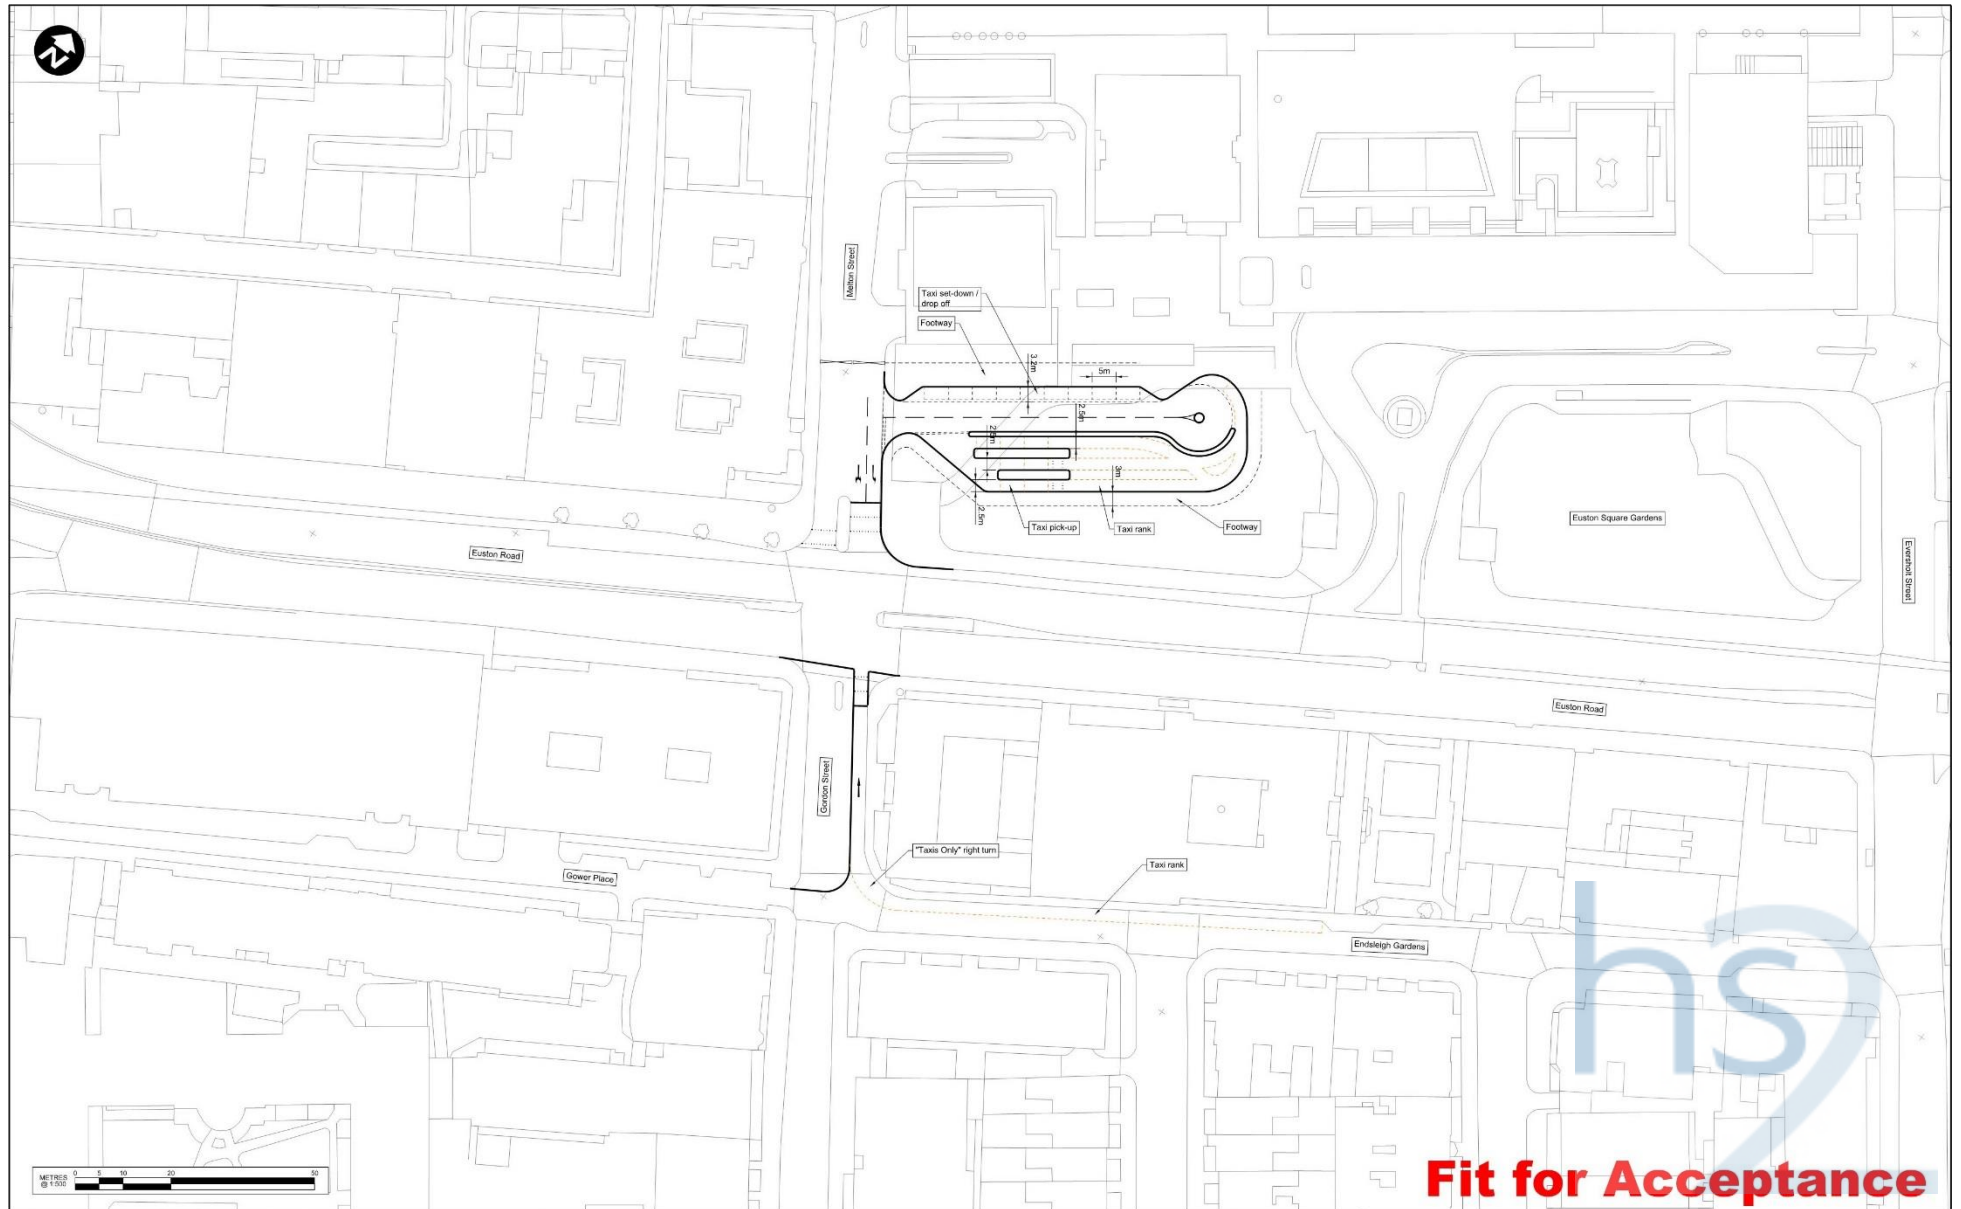 N
Melton Street
Taxi set-down /
drop off
Footway
3.2m
5m
2.5m
2.5m
3m
2.5m
Taxi pick-up
Taxi rank
Footway
Euston Square Gardens
Eversholt Street
Euston Road
Euston Road
Gordon Street
"Taxis Only" right turn
Taxi rank
Gower Place
Endsleigh Gardens
hs2
METRES
@ 1:500
0 5 10 20 50
Fit for Acceptance